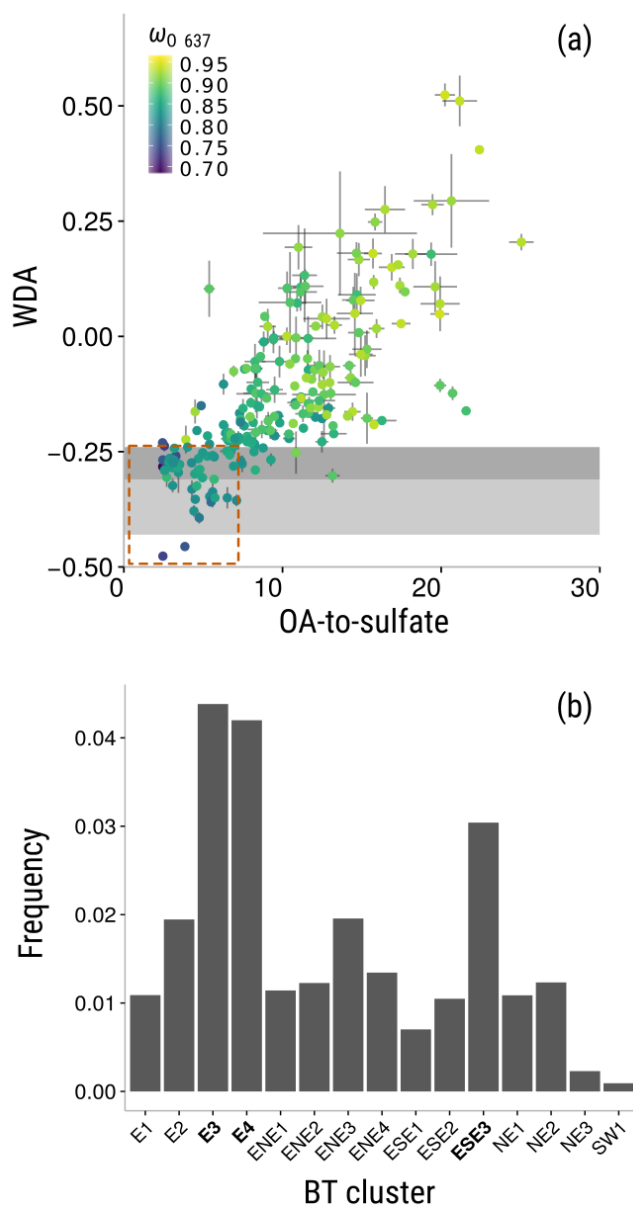 (a)
ω0 637
0.95
0.90
0.85
0.80
0.75
0.70
WDA
0.50
0.25
0.00
−0.25
−0.50
0
10
20
30
OA-to-sulfate
(b)
Frequency
0.04
0.03
0.02
0.01
0.00
E1
E2
E3
E4
ENE1
ENE2
ENE3
ENE4
ESE1
ESE2
ESE3
NE1
NE2
NE3
SW1
BT cluster